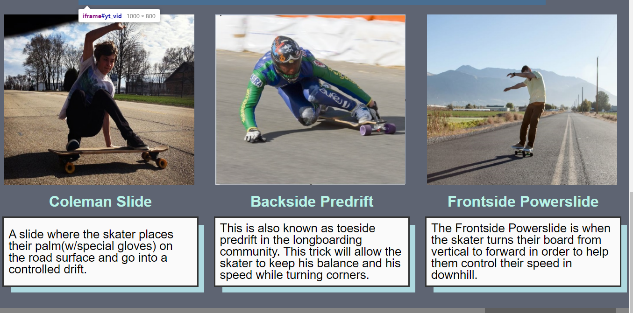 iframe#yt_vid 1000 × 600
Coleman Slide
Backside Predrift
Frontside Powerslide
A slide where the skater places
their palm(w/special gloves) on
the road surface and go into a
controlled drift.
This is also known as toeside
predrift in the longboarding
community. This trick will allow the
skater to keep his balance and his
speed while turning corners.
The Frontside Powerslide is when
the skater turns their board from
vertical to forward in order to help
them control their speed in
downhill.